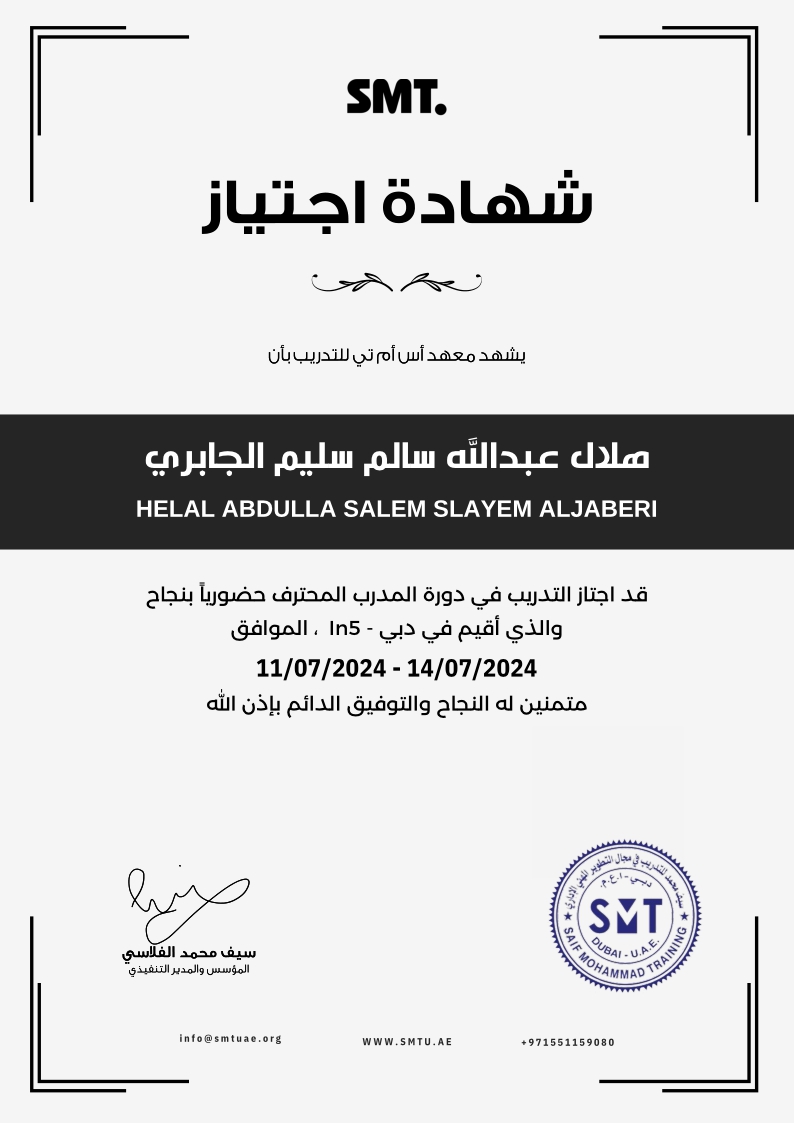 SMT.
شهادة اجتياز
يشهد معهد أس أم تي للتدريب بأن
هلال عبدالله سالم سليم الجابري
HELAL ABDULLA SALEM SLAYEM ALJABERI
قد اجتاز التدريب في دورة المدرب المحترف حضورياً بنجاح
والذي أقيم في دبي - In5 ، الموافق
11/07/2024 - 14/07/2024
متمنين له النجاح والتوفيق الدائم بإذن الله
سيف محمد للتدريب في مجال التطوير المهني الإداري
دبـي - ا.ع.م.
SMT
DUBAI - U.A.E.
SAIF MOHAMMAD TRAINING
سيف محمد الفلاسي
المؤسس والمدير التنفيذي
info@smtuae.org
WWW.SMTU.AE
+971551159080